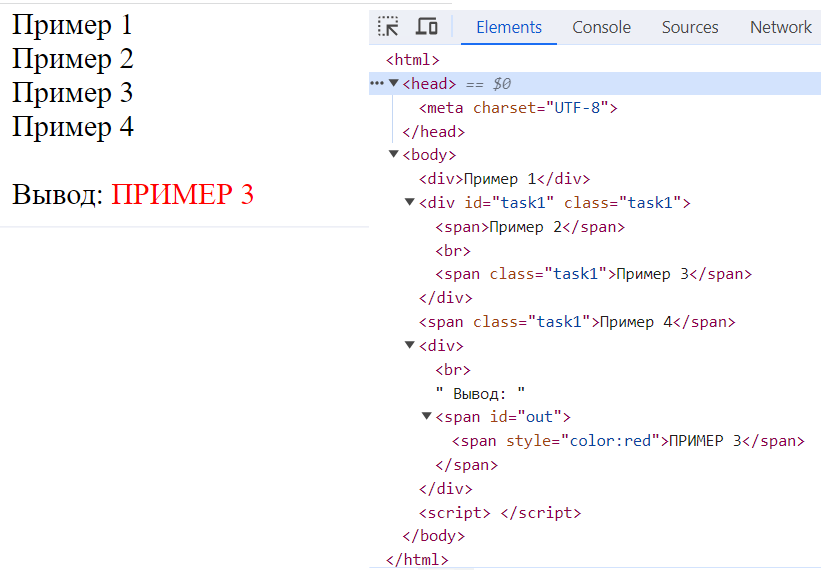 Пример 1
Пример 2
Пример 3
Пример 4
Вывод: ПРИМЕР 3
Elements Console Sources Network
<html>
••• ▼ <head> == $0
<meta charset="UTF-8">
</head>
▼ <body>
<div>Пример 1</div>
▼ <div id="task1" class="task1">
<span>Пример 2</span>
<br>
<span class="task1">Пример 3</span>
</div>
<span class="task1">Пример 4</span>
▼ <div>
<br>
" Вывод: "
▼ <span id="out">
<span style="color:red">ПРИМЕР 3</span>
</span>
</div>
<script> </script>
</body>
</html>